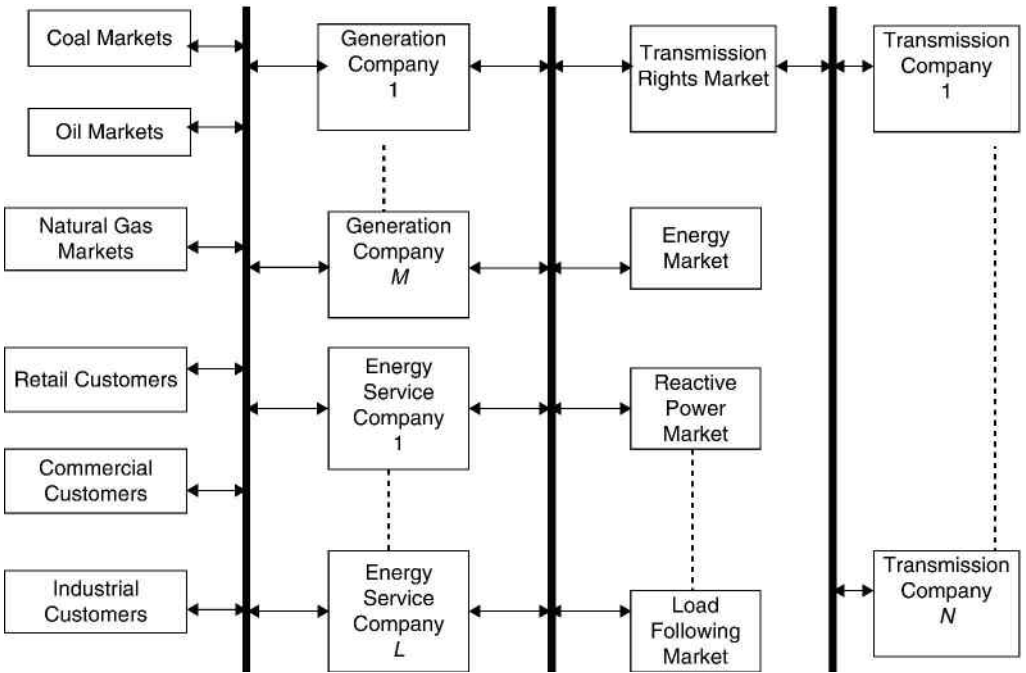 Coal Markets
Oil Markets
Natural Gas
Markets
Retail Customers
Commercial
Customers
Industrial
Customers
Generation
Company
1
Generation
Company
M
Energy
Service
Company
1
Energy
Service
Company
L
Transmission
Rights Market
Energy
Market
Reactive
Power
Market
Load
Following
Market
Transmission
Company
1
Transmission
Company
N